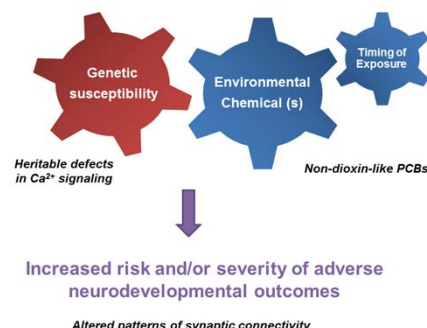 Genetic
susceptibility
Environmental
Chemical (s)
Timing of
Exposure
Heritable defects
in Ca²⁺ signaling
Non-dioxin-like PCBs
Increased risk and/or severity of adverse
neurodevelopmental outcomes
Altered patterns of synaptic connectivity